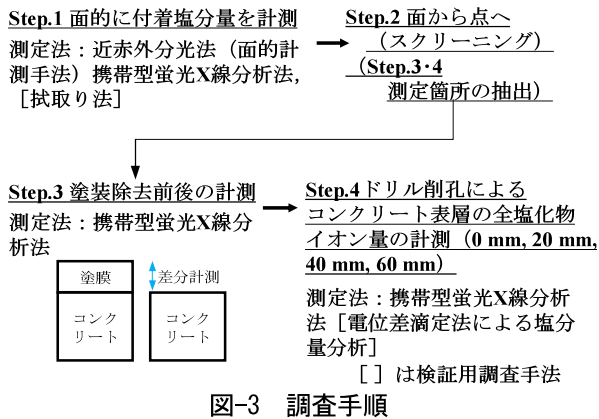 Step.1 面的に付着塩分量を計測
測定法：近赤外分光法（面的計
測手法）携帯型蛍光X線分析法,
［拭取り法］
Step.2 面から点へ
（スクリーニング）
（Step.3･4
測定箇所の抽出）
Step.3 塗装除去前後の計測
測定法：携帯型蛍光X線分
析法
塗膜
コンク
リート
差分計測
コンク
リート
Step.4ドリル削孔による
コンクリート表層の全塩化物
イオン量の計測（0 mm, 20 mm,
40 mm, 60 mm）
測定法：携帯型蛍光X線分析
法［電位差滴定法による塩分
量分析］
［ ］は検証用調査手法
図-3　調査手順